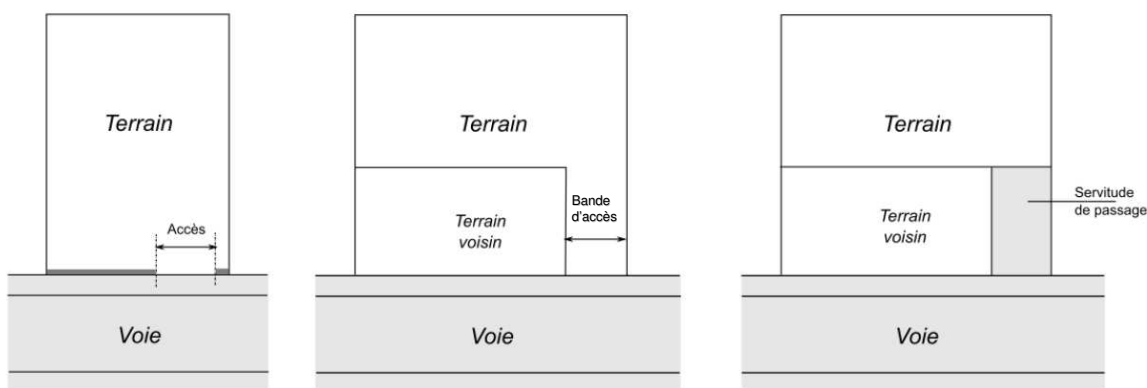 Terrain
Accès
Voie
Terrain
Terrain
voisin
Bande
d'accès
Voie
Terrain
Terrain
voisin
Servitude
de passage
Voie